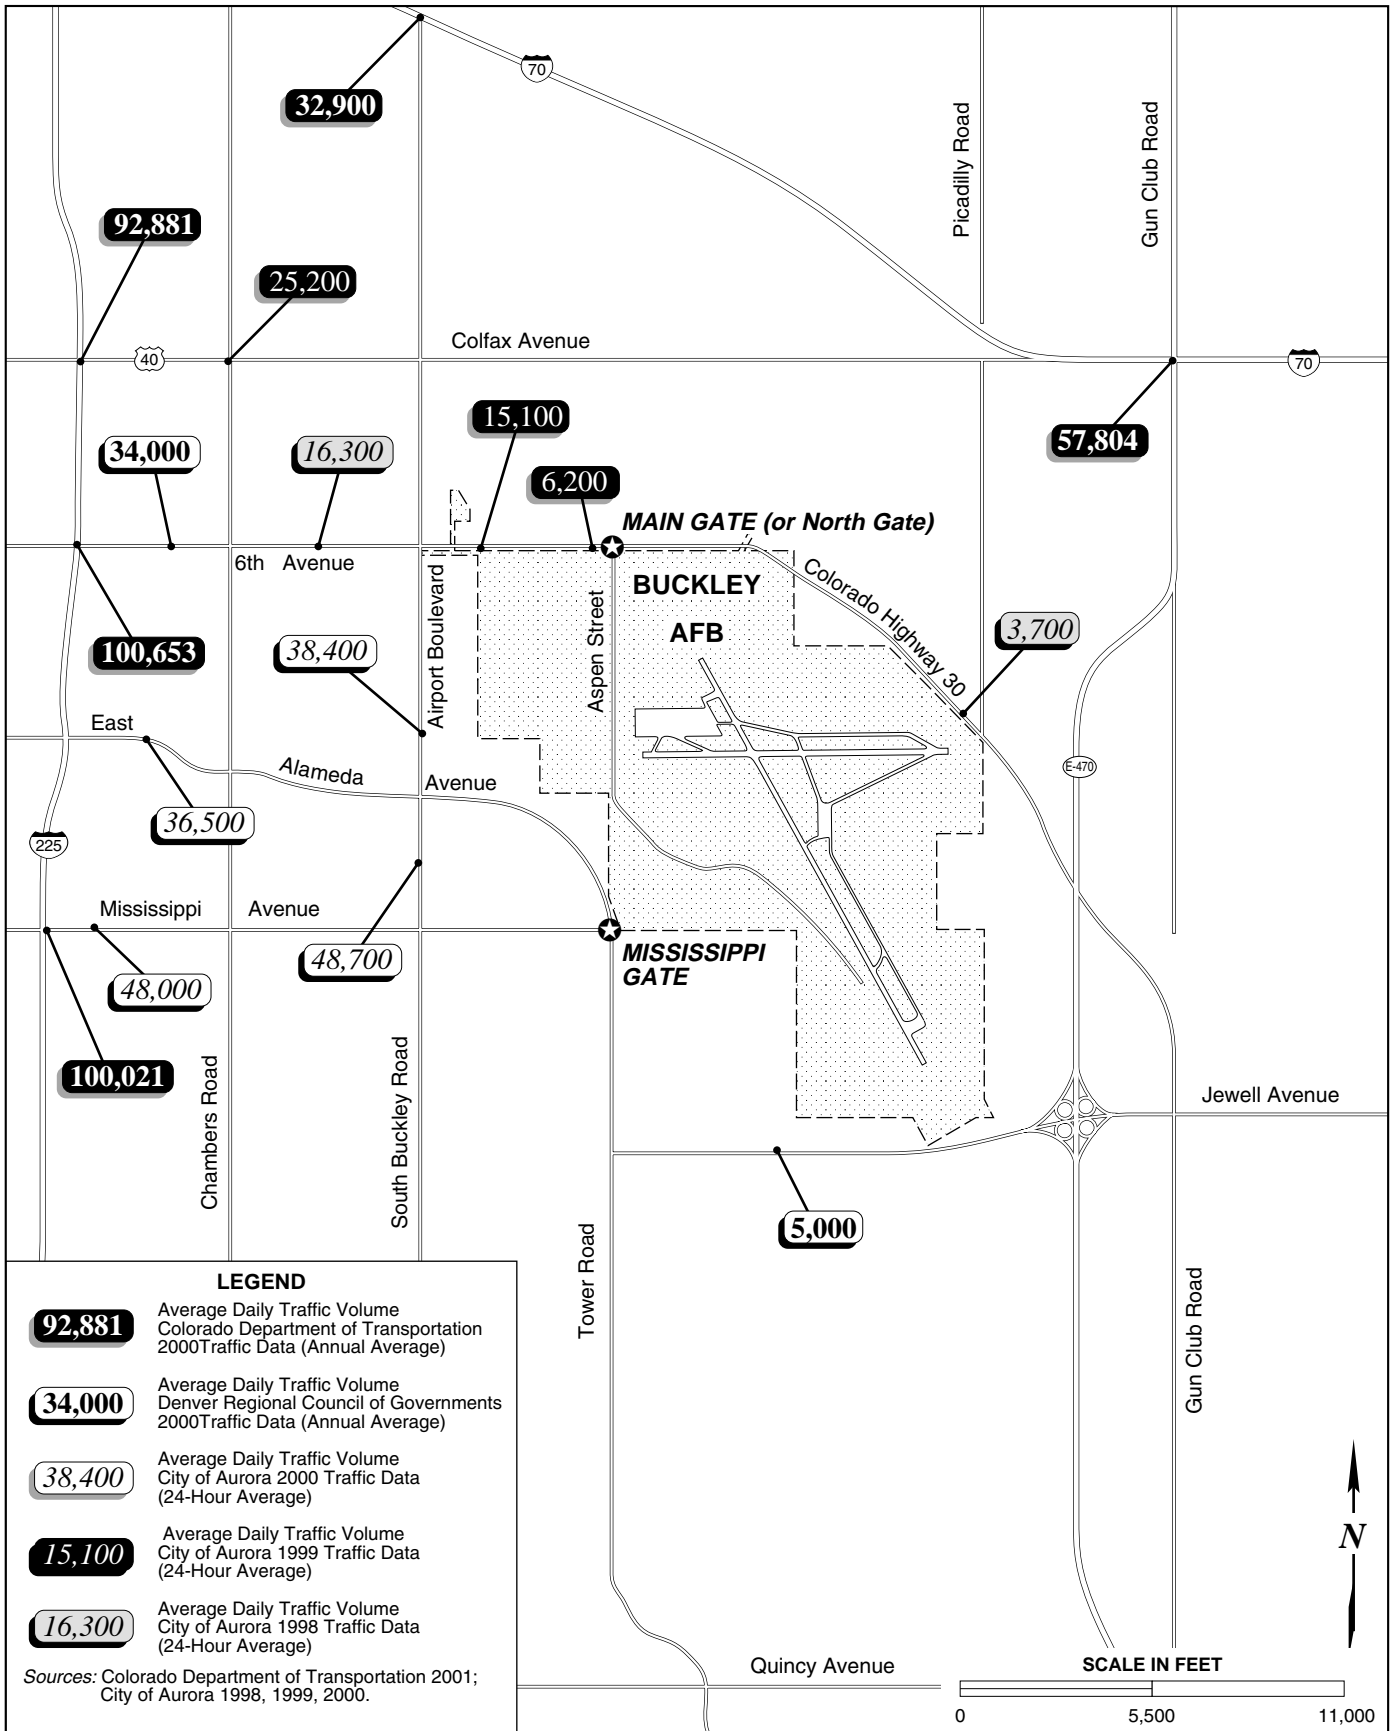 70
32,900
Picadilly Road
Gun Club Road
92,881
25,200
Colfax Avenue
40
70
15,100
34,000
16,300
57,804
6,200
MAIN GATE (or North Gate)
6th Avenue
BUCKLEY
AFB
Colorado Highway 30
Airport Boulevard
Aspen Street
3,700
100,653
38,400
East
Alameda
Avenue
E-470
36,500
225
Mississippi Avenue
48,700
MISSISSIPPI
GATE
48,000
100,021
Chambers Road
South Buckley Road
Jewell Avenue
5,000
Tower Road
Gun Club Road
LEGEND
92,881
Average Daily Traffic Volume
Colorado Department of Transportation
2000Traffic Data (Annual Average)
34,000
Average Daily Traffic Volume
Denver Regional Council of Governments
2000Traffic Data (Annual Average)
38,400
Average Daily Traffic Volume
City of Aurora 2000 Traffic Data
(24-Hour Average)
15,100
Average Daily Traffic Volume
City of Aurora 1999 Traffic Data
(24-Hour Average)
16,300
Average Daily Traffic Volume
City of Aurora 1998 Traffic Data
(24-Hour Average)
Sources: Colorado Department of Transportation 2001;
City of Aurora 1998, 1999, 2000.
N
Quincy Avenue
SCALE IN FEET
0 5,500 11,000